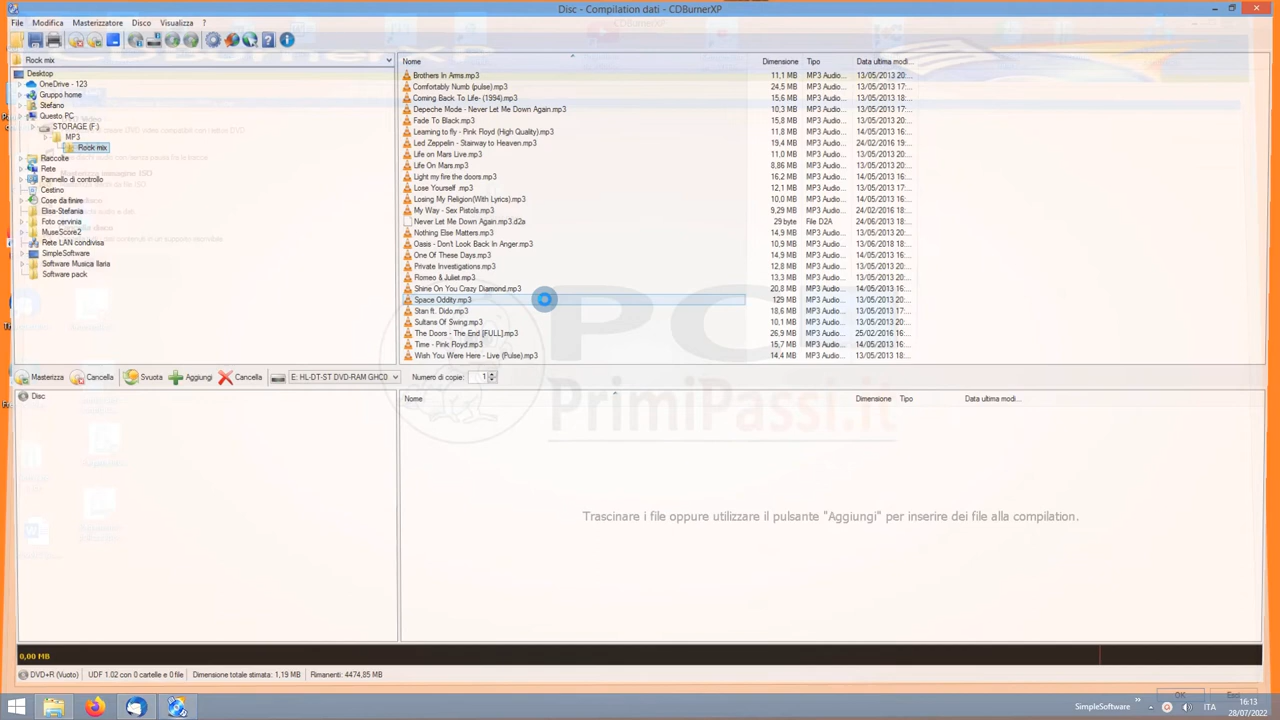 Disc - Compilation dati - CDBurnerXP
File Modifica Masterizzatore Disco Visualizza ?
Rock mix
Desktop
OneDrive - 123
Gruppo home
Stefano
Questo PC
STORAGE (F:)
MP3
Rock mix
Raccolte
Rete
Pannello di controllo
Cestino
Cose da finire
Elisa-Stefania
Foto cervinia
MuseScore2
Rete LAN condivisa
SimpleSoftware
Software Musica Ilaria
Software pack
Nome Dimensione Tipo Data ultima modi...
Brothers In Arms.mp3 11,1 MB MP3 Audio... 13/05/2013 20:...
Comfortably Numb (pulse).mp3 24,5 MB MP3 Audio... 13/05/2013 17:...
Coming Back To Life- (1994).mp3 15,6 MB MP3 Audio... 13/05/2013 18:...
Depeche Mode - Never Let Me Down Again.mp3 10,3 MB MP3 Audio... 13/05/2013 17:...
Fade To Black.mp3 15,8 MB MP3 Audio... 13/05/2013 20:...
Learning to fly - Pink Floyd (High Quality).mp3 11,8 MB MP3 Audio... 14/05/2013 16:...
Led Zeppelin - Stairway to Heaven.mp3 19,4 MB MP3 Audio... 24/02/2016 19:...
Life on Mars Live.mp3 11,1 MB MP3 Audio... 13/05/2013 20:...
Life On Mars.mp3 8,86 MB MP3 Audio... 13/05/2013 20:...
Light my fire the doors.mp3 16,2 MB MP3 Audio... 14/05/2013 16:...
Lose Yourself .mp3 12,1 MB MP3 Audio... 13/05/2013 17:...
Losing My Religion(With Lyrics).mp3 10,0 MB MP3 Audio... 14/05/2013 16:...
My Way - Sex Pistols.mp3 9,29 MB MP3 Audio... 24/02/2016 18:...
Never Let Me Down Again.mp3.d2a 29 byte File D2A 24/06/2013 18:...
Nothing Else Matters.mp3 14,9 MB MP3 Audio... 13/05/2013 20:...
Oasis - Don't Look Back In Anger.mp3 10,9 MB MP3 Audio... 13/06/2018 18:...
One Of These Days.mp3 14,9 MB MP3 Audio... 13/05/2013 20:...
Private Investigations.mp3 12,8 MB MP3 Audio... 13/05/2013 20:...
Romeo & Juliet.mp3 13,3 MB MP3 Audio... 13/05/2013 20:...
Shine On You Crazy Diamond.mp3 20,8 MB MP3 Audio... 14/05/2013 16:...
Space Oddity.mp3 129 MB MP3 Audio... 13/05/2013 20:...
Stan ft. Dido.mp3 18,6 MB MP3 Audio... 13/05/2013 17:...
Sultans Of Swing.mp3 10,1 MB MP3 Audio... 13/05/2013 20:...
The Doors - The End [FULL].mp3 26,9 MB MP3 Audio... 25/02/2016 16:...
Time - Pink Floyd.mp3 15,7 MB MP3 Audio... 14/05/2013 16:...
Wish You Were Here - Live (Pulse).mp3 14,4 MB MP3 Audio... 13/05/2013 18:...
PC
PrimiPassi.it
Masterizza Cancella Svuota Aggiungi Cancella E: HL-DT-ST DVD-RAM GHC0 Numero di copie: 1
Disc
Nome Dimensione Tipo Data ultima modi...
Trascinare i file oppure utilizzare il pulsante "Aggiungi" per inserire dei file alla compilation.
0,00 MB
DVD+R (Vuoto) UDF 1.02 con 0 cartelle e 0 file Dimensione totale stimata: 1,19 MB Rimanenti: 4474,85 MB
SimpleSoftware ITA 16:13
28/07/2022